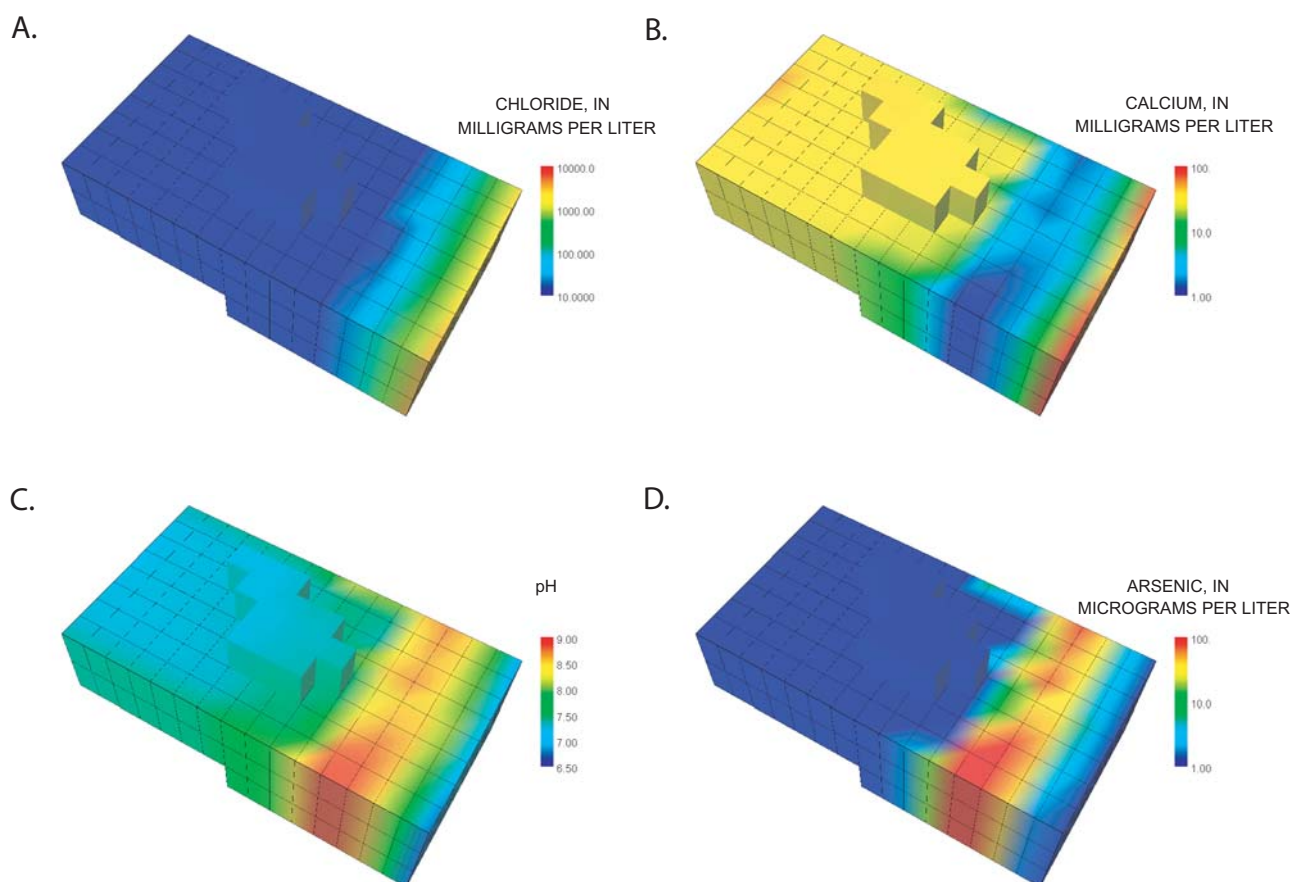 A.
CHLORIDE, IN
MILLIGRAMS PER LITER
10000.0
1000.00
100.000
10.0000
B.
CALCIUM, IN
MILLIGRAMS PER LITER
100.
10.0
1.00
C.
pH
9.00
8.50
8.00
7.50
7.00
6.50
D.
ARSENIC, IN
MICROGRAMS PER LITER
100.
10.0
1.00